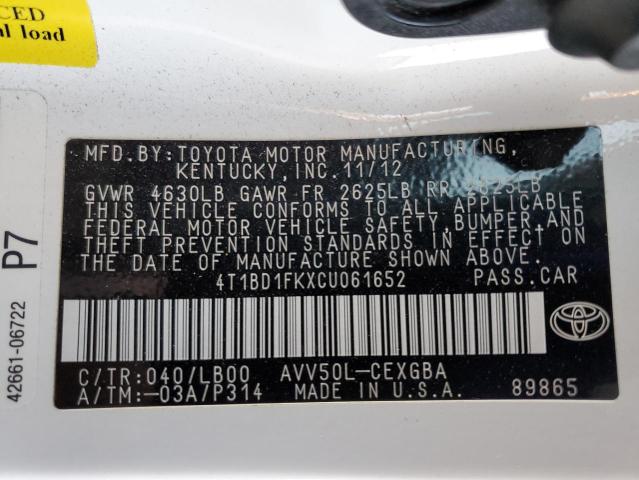 CED
al load
MFD.BY:TOYOTA MOTOR MANUFACTURING,
KENTUCKY,INC.11/12
GVWR 4630LB GAWR FR 2625LB RR 2625LB
THIS VEHICLE CONFORMS TO ALL APPLICABLE
FEDERAL MOTOR VEHICLE SAFETY,BUMPER,AND
THEFT PREVENTION STANDARDS IN EFFECT ON
THE DATE OF MANUFACTURE SHOWN ABOVE.
4T1BD1FKXCU061652 PASS.CAR
C/TR:040/LB00 AVV50L-CEXGBA
A/TM:-03A/P314 MADE IN U.S.A. 89865
42661-06722 P7